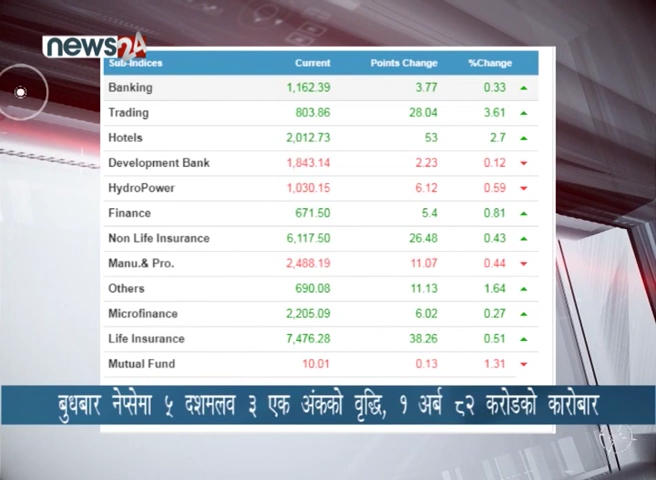 news24
Sub-Indices Current Points Change %Change
Banking 1,162.39 3.77 0.33
Trading 803.86 28.04 3.61
Hotels 2,012.73 53 2.7
Development Bank 1,843.14 2.23 0.12
HydroPower 1,030.15 6.12 0.59
Finance 671.50 5.4 0.81
Non Life Insurance 6,117.50 26.48 0.43
Manu.& Pro. 2,488.19 11.07 0.44
Others 690.08 11.13 1.64
Microfinance 2,205.09 6.02 0.27
Life Insurance 7,476.28 38.26 0.51
Mutual Fund 10.01 0.13 1.31
बुधबार नेप्सेमा ५ दशमलव ३ एक अंकको वृद्धि, १ अर्ब ८२ करोडको कारोबार